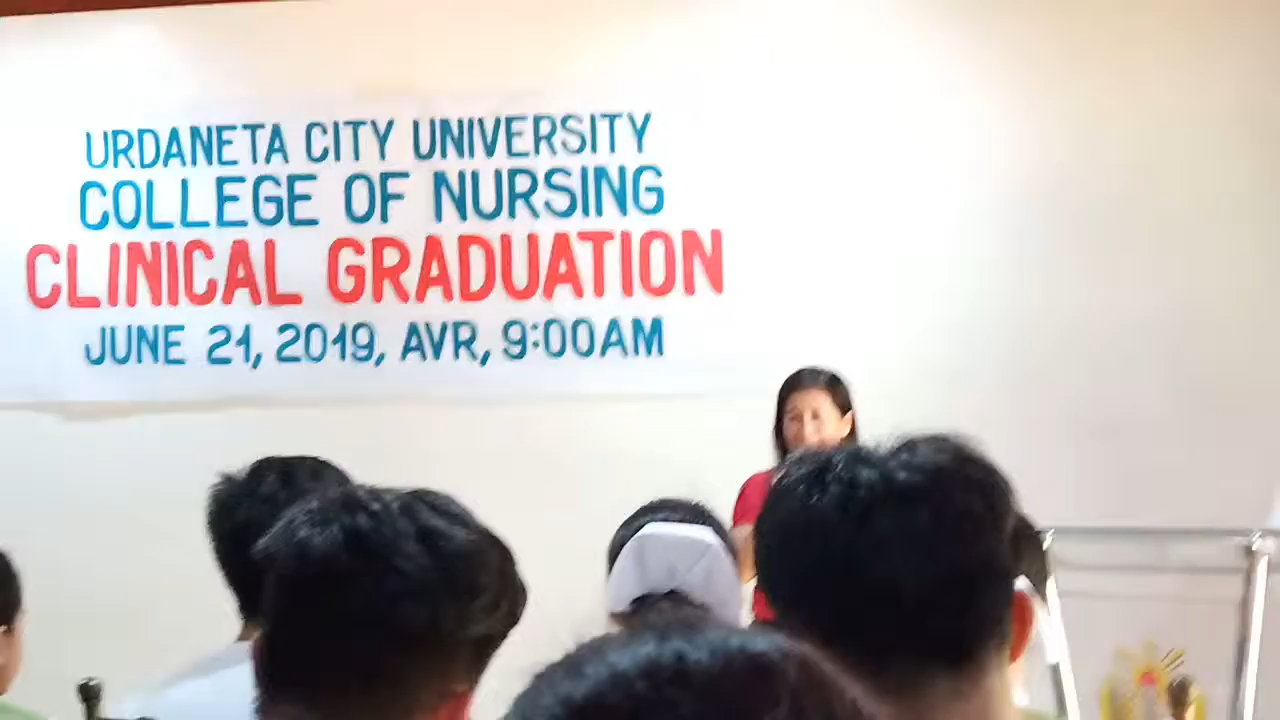 URDANETA CITY UNIVERSITY
COLLEGE OF NURSING
CLINICAL GRADUATION
JUNE 21, 2019, AVR, 9:00AM